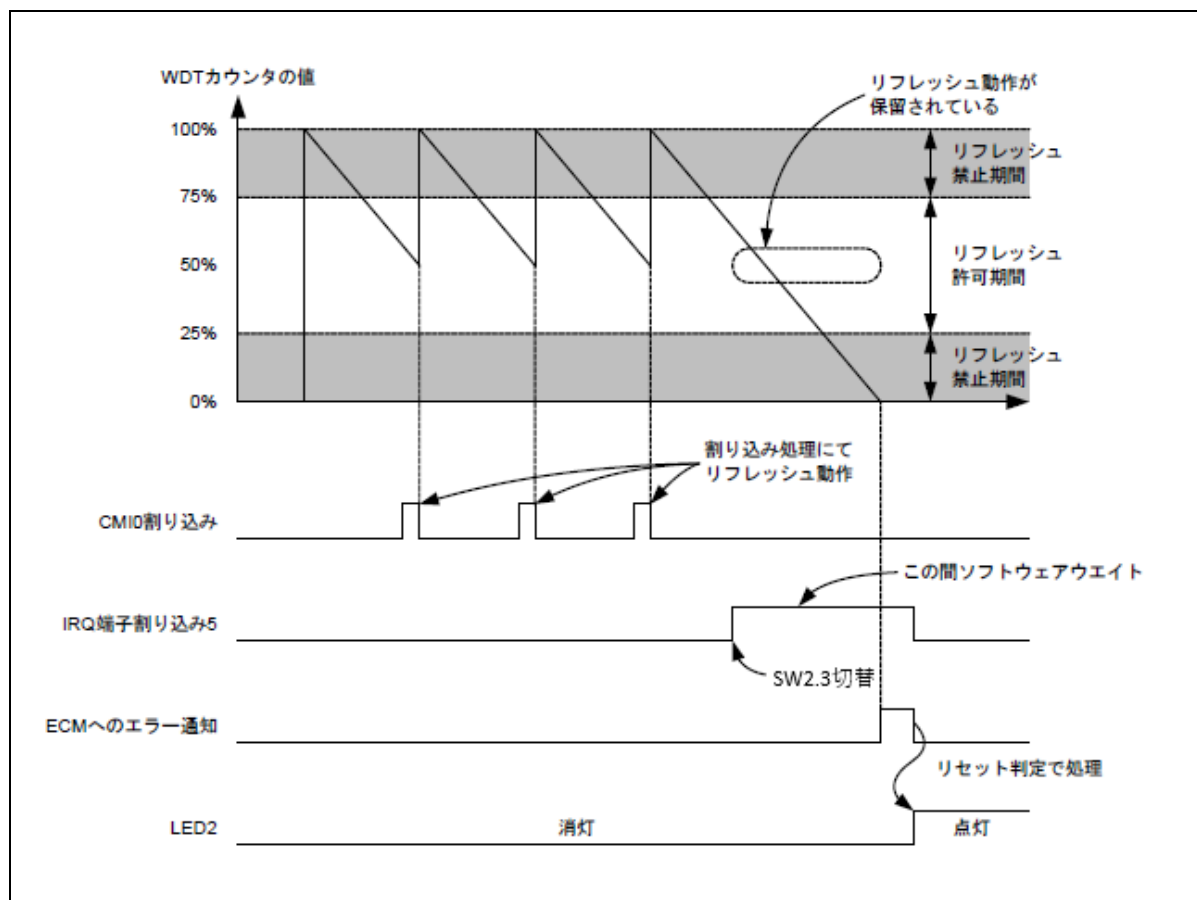 WDTカウンタの値
リフレッシュ動作が
保留されている
100%
リフレッシュ
禁止期間
75%
50%
リフレッシュ
許可期間
25%
リフレッシュ
禁止期間
0%
割り込み処理にて
リフレッシュ動作
CMI0割り込み
この間ソフトウェアウエイト
IRQ端子割り込み5
SW2.3切替
ECMへのエラー通知
リセット判定で処理
LED2
消灯
点灯